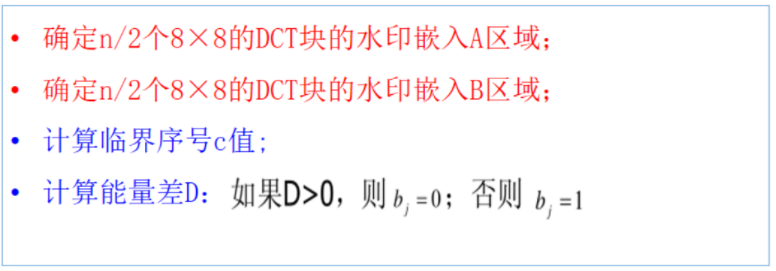 • 确定n/2个8×8的DCT块的水印嵌入A区域;
• 确定n/2个8×8的DCT块的水印嵌入B区域;
• 计算临界序号c值;
• 计算能量差D: 如果D>0, 则 b_j=0; 否则 b_j=1